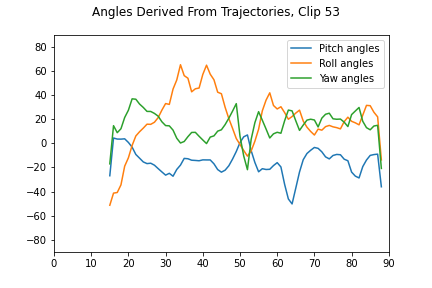 Angles Derived From Trajectories, Clip 53
Pitch angles
Roll angles
Yaw angles
80
60
40
20
0
−20
−40
−60
−80
0 10 20 30 40 50 60 70 80 90